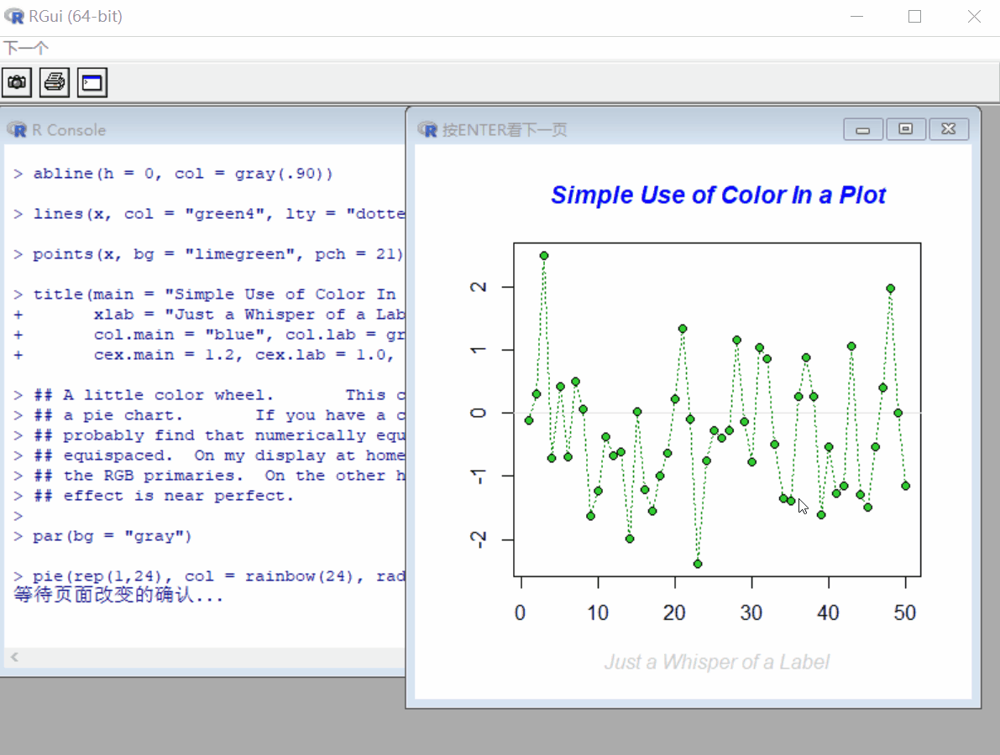 RGui (64-bit)
下一个
R Console
> abline(h = 0, col = gray(.90))
> lines(x, col = "green4", lty = "dotte
> points(x, bg = "limegreen", pch = 21)
> title(main = "Simple Use of Color In
+       xlab = "Just a Whisper of a Lab
+       col.main = "blue", col.lab = gr
+       cex.main = 1.2, cex.lab = 1.0,
> ## A little color wheel.       This c
> ## a pie chart.       If you have a c
> ## probably find that numerically equ
> ## equispaced.  On my display at home
> ## the RGB primaries.  On the other h
> ## effect is near perfect.
>
> par(bg = "gray")
> pie(rep(1,24), col = rainbow(24), rad
等待页面改变的确认...
按ENTER看下一页
Simple Use of Color In a Plot
2
1
0
-1
-2
0 10 20 30 40 50
Just a Whisper of a Label